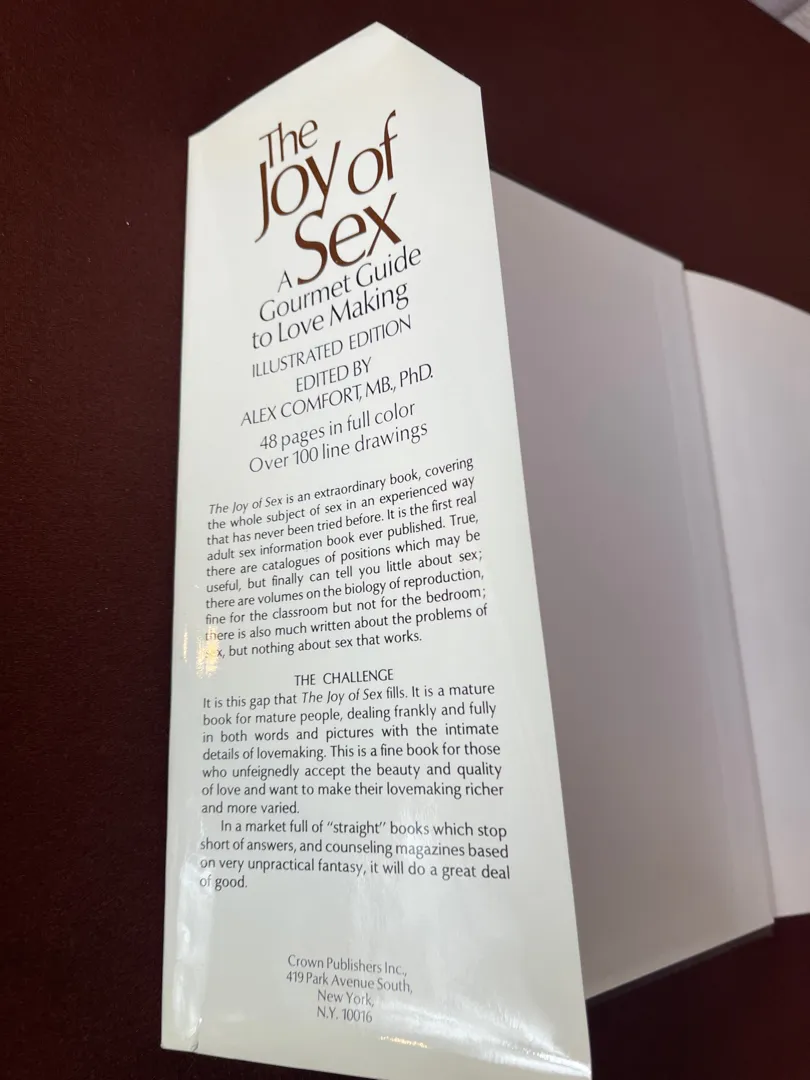 The
Joy of
Sex
A
Gourmet Guide
to Love Making
ILLUSTRATED EDITION
EDITED BY
ALEX COMFORT, MB., PhD.
48 pages in full color
Over 100 line drawings
The Joy of Sex is an extraordinary book, covering
the whole subject of sex in an experienced way
that has never been tried before. It is the first real
adult sex information book ever published. True,
there are catalogues of positions which may be
useful, but finally can tell you little about sex;
there are volumes on the biology of reproduction,
fine for the classroom but not for the bedroom;
there is also much written about the problems of
sex, but nothing about sex that works.
THE CHALLENGE
It is this gap that The Joy of Sex fills. It is a mature
book for mature people, dealing frankly and fully
in both words and pictures with the intimate
details of lovemaking. This is a fine book for those
who unfeignedly accept the beauty and quality
of love and want to make their lovemaking richer
and more varied.
In a market full of “straight” books which stop
short of answers, and counseling magazines based
on very unpractical fantasy, it will do a great deal
of good.
Crown Publishers Inc.,
419 Park Avenue South,
New York,
N.Y. 10016